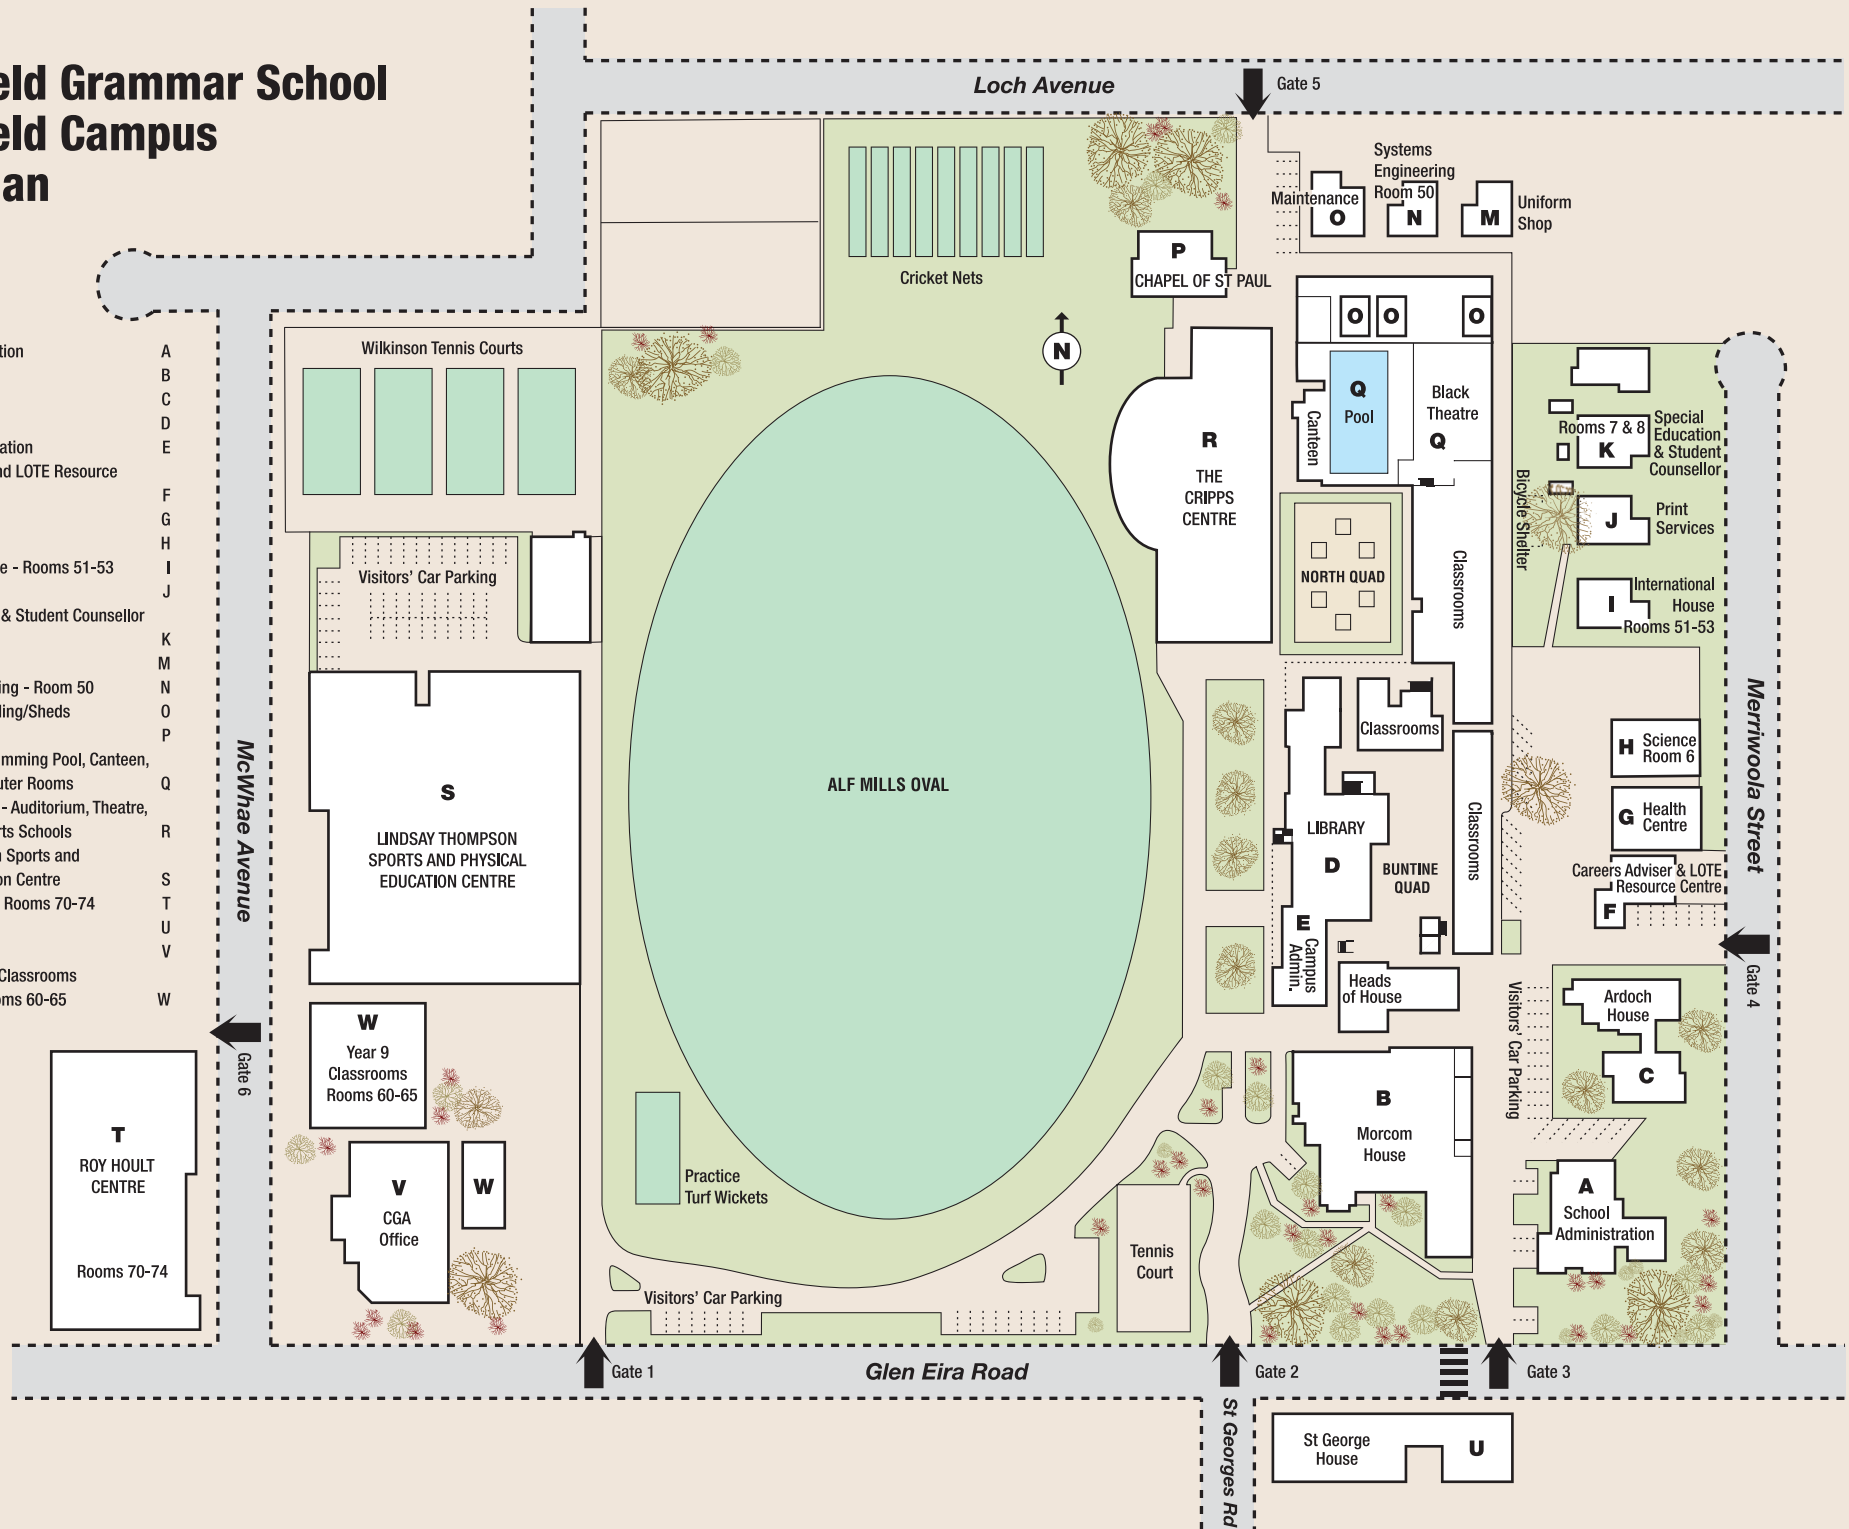 eld Grammar School
eld Campus
an
tion A
B
C
D
ation E
nd LOTE Resource
F
G
H
e - Rooms 51-53 I
J
& Student Counsellor
K
M
ing - Room 50 N
ding/Sheds O
P
mming Pool, Canteen,
uter Rooms Q
- Auditorium, Theatre,
rts Schools R
n Sports and
on Centre S
Rooms 70-74 T
U
V
Classrooms
oms 60-65 W
Loch Avenue
Gate 5
Systems
Engineering
Room 50
Maintenance
O
N
M
Uniform
Shop
Cricket Nets
P
CHAPEL OF ST PAUL
N
O
O
O
Wilkinson Tennis Courts
Q
Pool
Black
Theatre
Q
Canteen
R
THE
CRIPPS
CENTRE
Rooms 7 & 8
K
Special
Education
& Student
Counsellor
Bicycle Shelter
J
Print
Services
Visitors' Car Parking
NORTH QUAD
Classrooms
I
International
House
Rooms 51-53
Merriwoola Street
McWhae Avenue
Classrooms
H
Science
Room 6
S
LINDSAY THOMPSON
SPORTS AND PHYSICAL
EDUCATION CENTRE
ALF MILLS OVAL
LIBRARY
D
BUNTINE
QUAD
Classrooms
G
Health
Centre
Careers Adviser & LOTE
Resource Centre
F
E
Campus
Admin.
Heads
of House
Gate 4
Visitors' Car Parking
Ardoch
House
C
Gate 6
W
Year 9
Classrooms
Rooms 60-65
B
Morcom
House
T
ROY HOULT
CENTRE
Rooms 70-74
V
CGA
Office
W
Practice
Turf Wickets
A
School
Administration
Tennis
Court
Visitors' Car Parking
Gate 1
Glen Eira Road
Gate 2
Gate 3
St Georges Rd
St George
House
U